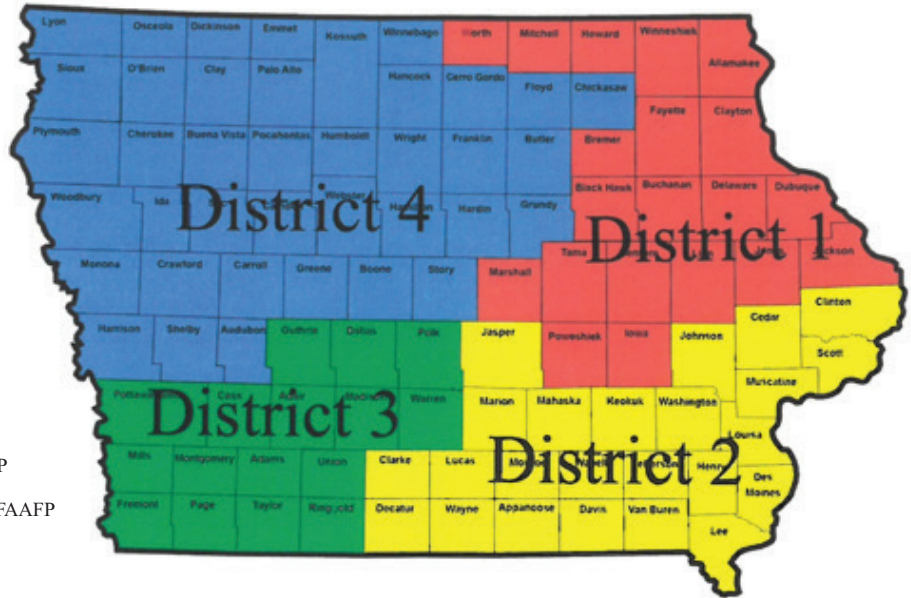 Lyon Osceola Dickinson Emmet Kossuth Winnebago Worth Mitchell Howard Winneshiek Allamakee
Sioux O'Brien Clay Palo Alto Hancock Cerro Gordo Floyd Chickasaw
Fayette Clayton
Plymouth Cherokee Buena Vista Pocahontas Humboldt Wright Franklin Butler Bremer
Woodbury Ida Webster Hardin Grundy Black Hawk Buchanan Delaware Dubuque
District 4
District 1
Monona Crawford Carroll Greene Boone Story Marshall Tama Jackson
Harrison Shelby Audubon Guthrie Dallas Polk Jasper Poweshiek Iowa Johnson Cedar Clinton
Scott
Muscatine
Cass Adair Madison Warren Marion Mahaska Keokuk Washington
District 3
Louisa
Mills Montgomery Adams Union Clarke Lucas Henry Des Moines
District 2
P
FAAFP
Fremont Page Taylor Ringgold Decatur Wayne Appanoose Davis Van Buren Lee